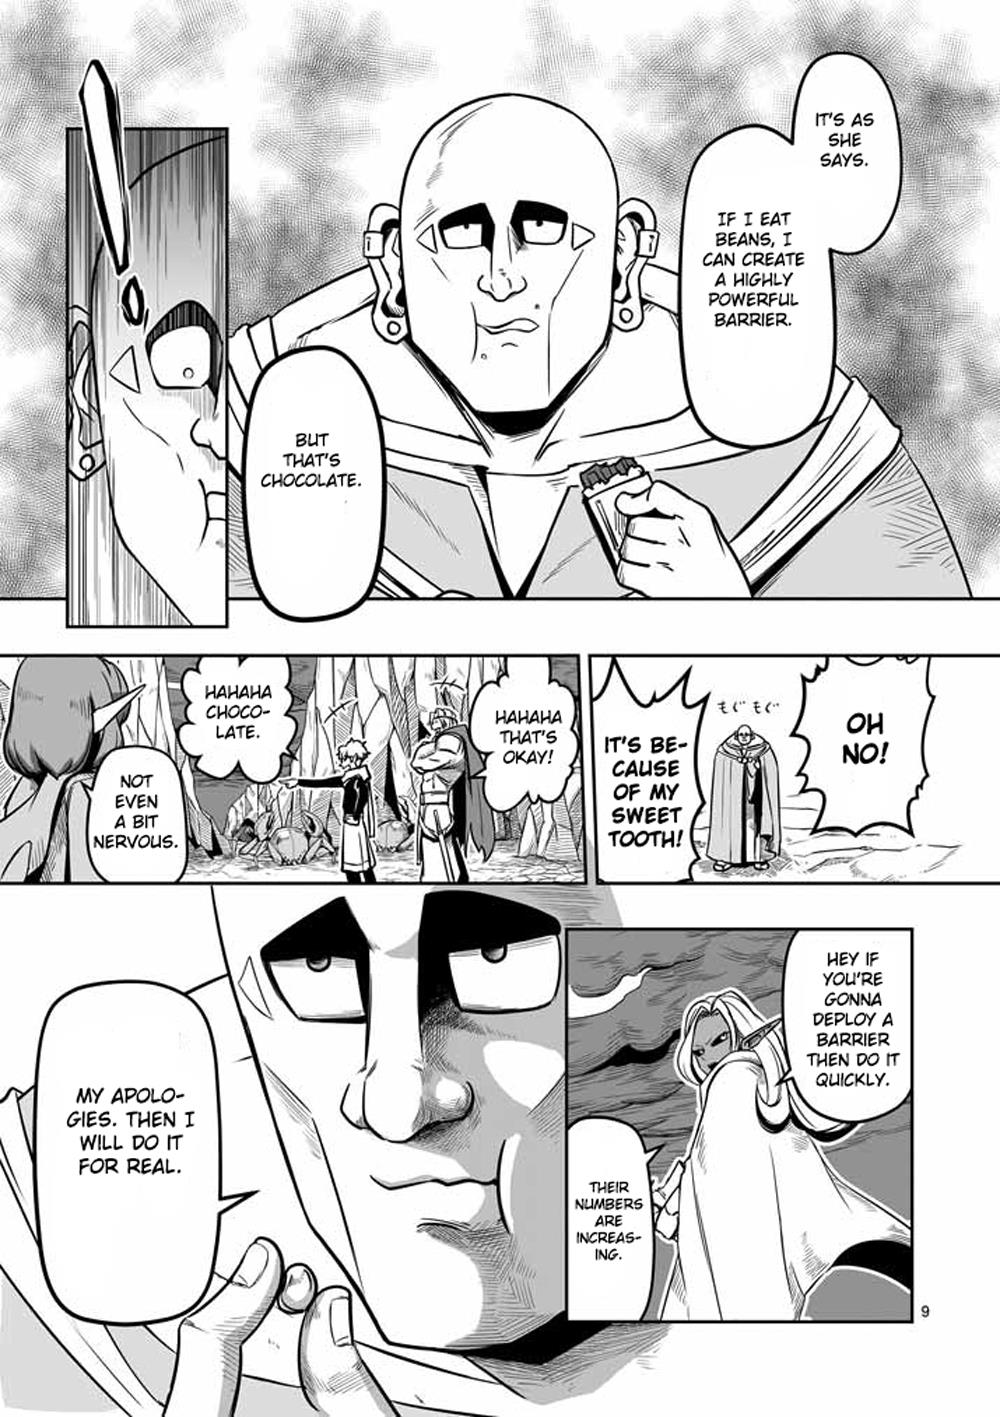 IT'S AS
SHE
SAYS.
IF I EAT
BEANS, I
CAN CREATE
A HIGHLY
POWERFUL
BARRIER.
BUT
THAT'S
CHOCOLATE.
OH
NO!
もぐもぐ
IT'S BE-
CAUSE
OF MY
SWEET
TOOTH!
HAHAHA
THAT'S
OKAY!
HAHAHA
CHOCO-
LATE.
NOT
EVEN
A BIT
NERVOUS.
HEY IF
YOU'RE
GONNA
DEPLOY A
BARRIER
THEN DO IT
QUICKLY.
THEIR
NUMBERS
ARE
INCREAS-
ING.
MY APOLO-
GIES. THEN I
WILL DO IT
FOR REAL.
9